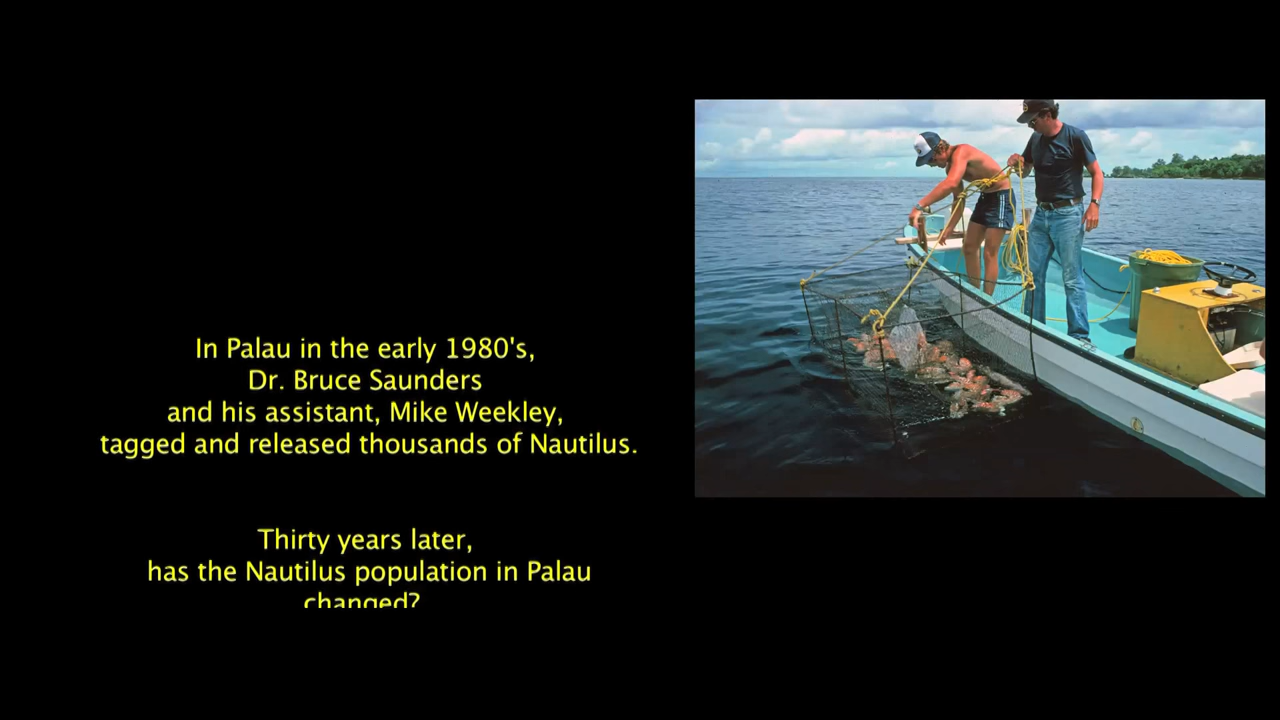 In Palau in the early 1980's,
Dr. Bruce Saunders
and his assistant, Mike Weekley,
tagged and released thousands of Nautilus.
Thirty years later,
has the Nautilus population in Palau
changed?